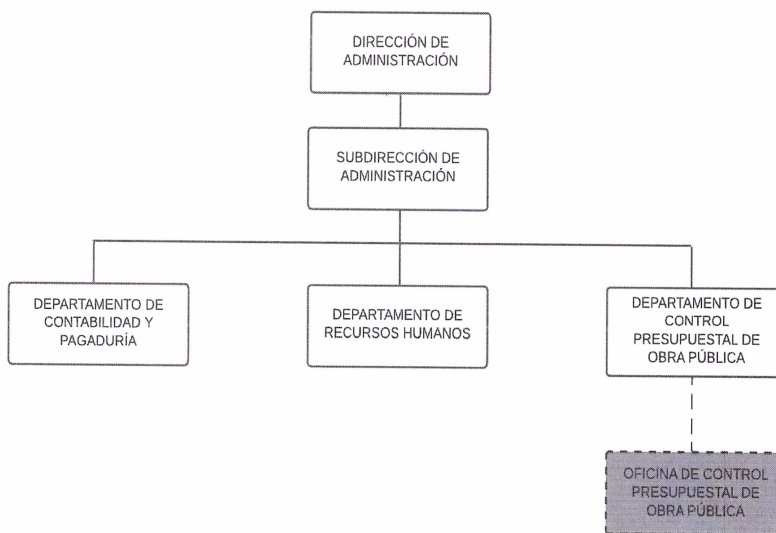 DIRECCIÓN DE
ADMINISTRACIÓN
SUBDIRECCIÓN DE
ADMINISTRACIÓN
DEPARTAMENTO DE
CONTABILIDAD Y
PAGADURÍA
DEPARTAMENTO DE
RECURSOS HUMANOS
DEPARTAMENTO DE
CONTROL
PRESUPUESTAL DE
OBRA PÚBLICA
OFICINA DE CONTROL
PRESUPUESTAL DE
OBRA PÚBLICA